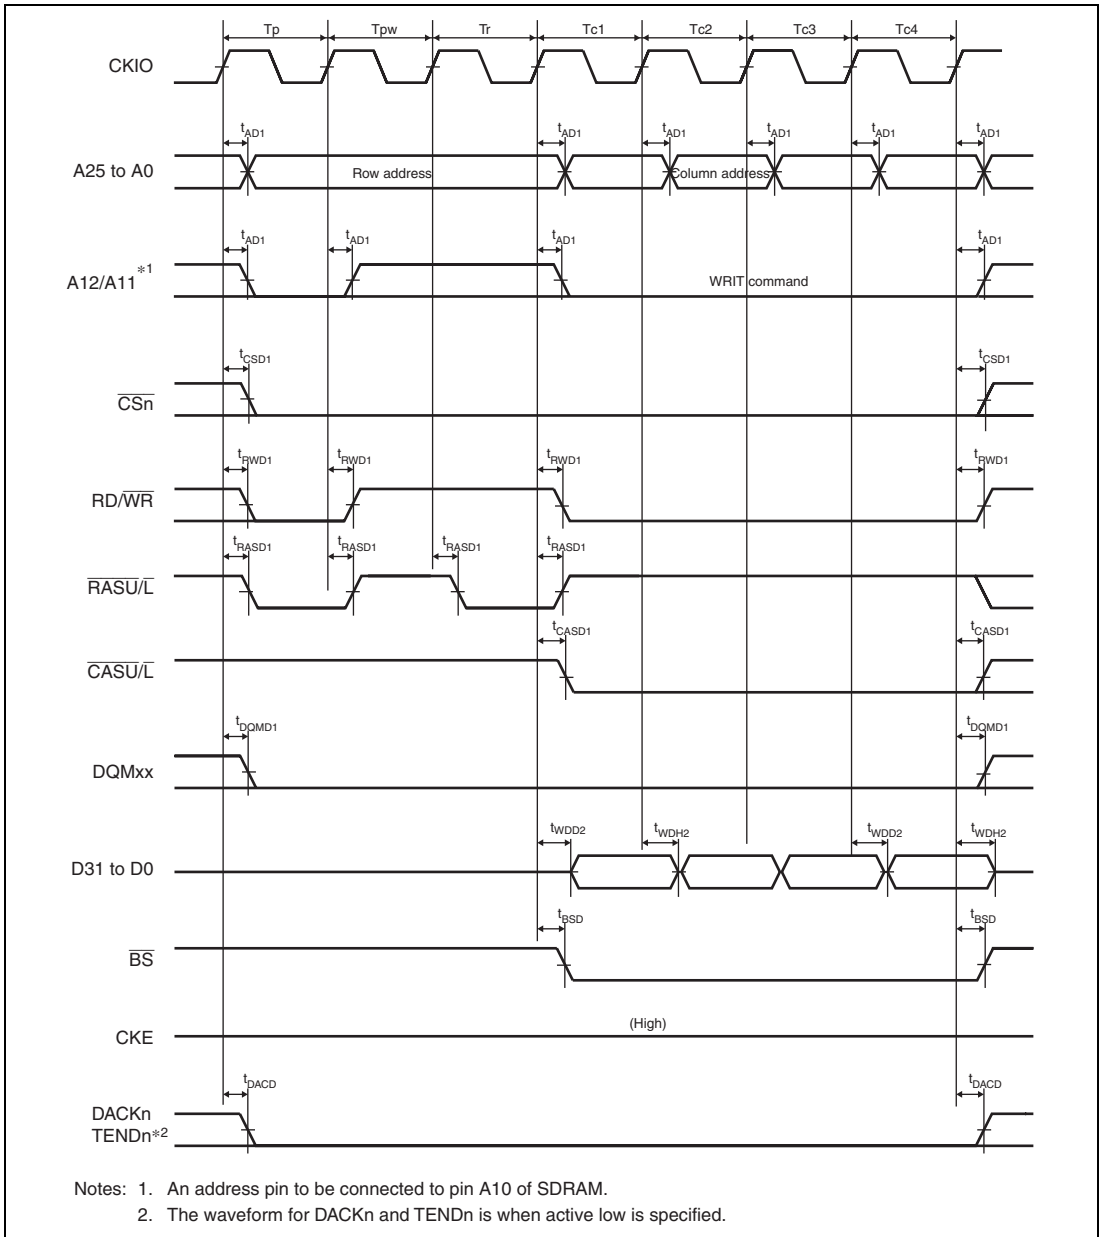 Tp Tpw Tr Tc1 Tc2 Tc3 Tc4
CKIO
tAD1 tAD1 tAD1 tAD1 tAD1 tAD1
A25 to A0 Row address Column address
tAD1 tAD1 tAD1 tAD1
A12/A11*1 WRIT command
tCSD1 tCSD1
CSn
tRWD1 tRWD1 tRWD1 tRWD1
RD/WR
tRASD1 tRASD1 tRASD1 tRASD1
RASU/L
tCASD1 tCASD1
CASU/L
tDQMD1 tDQMD1
DQMxx
tWDD2 tWDH2 tWDD2 tWDH2
D31 to D0
tBSD tBSD
BS
(High)
CKE
tDACD tDACD
DACKn
TENDn*2
Notes: 1. An address pin to be connected to pin A10 of SDRAM.
2. The waveform for DACKn and TENDn is when active low is specified.